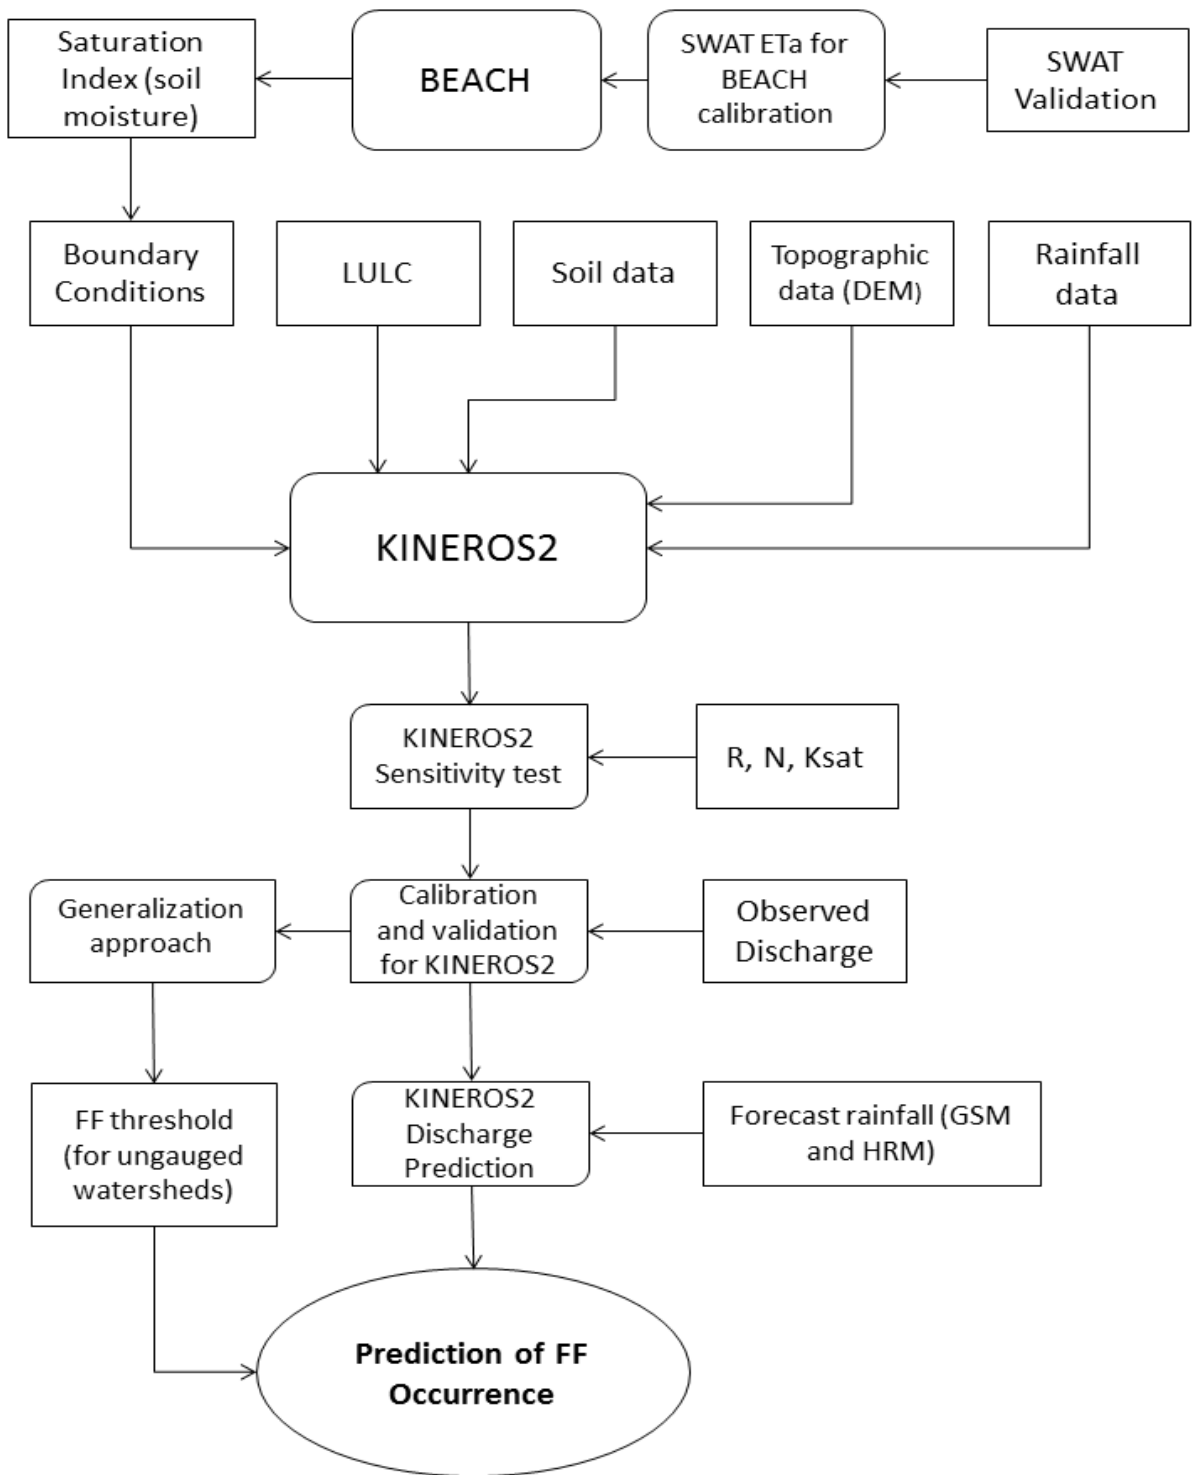 Saturation
Index (soil
moisture)
BEACH
SWAT ETa for
BEACH
calibration
SWAT
Validation
Boundary
Conditions
LULC
Soil data
Topographic
data (DEM)
Rainfall
data
KINEROS2
KINEROS2
Sensitivity test
R, N, Ksat
Generalization
approach
Calibration
and validation
for KINEROS2
Observed
Discharge
FF threshold
(for ungauged
watersheds)
KINEROS2
Discharge
Prediction
Forecast rainfall (GSM
and HRM)
Prediction of FF
Occurrence